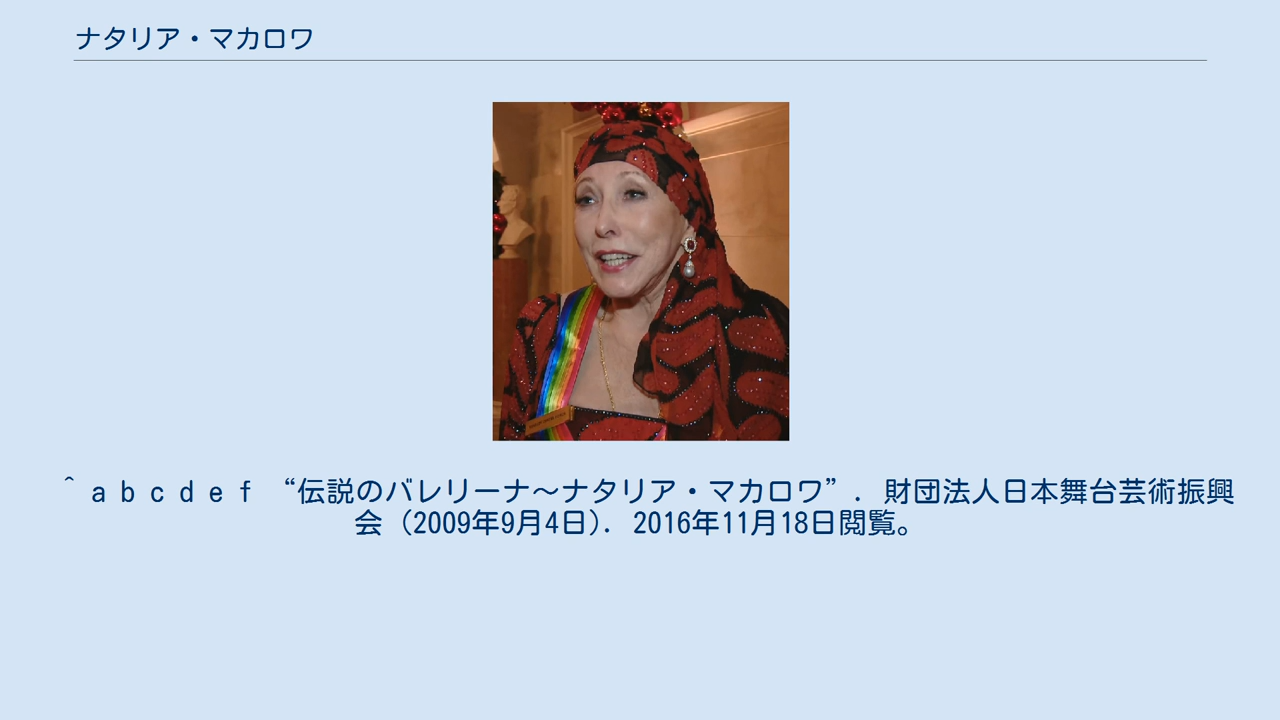 ナタリア・マカロワ
^ a b c d e f “伝説のバレリーナ～ナタリア・マカロワ”. 財団法人日本舞台芸術振興
会 (2009年9月4日). 2016年11月18日閲覧。